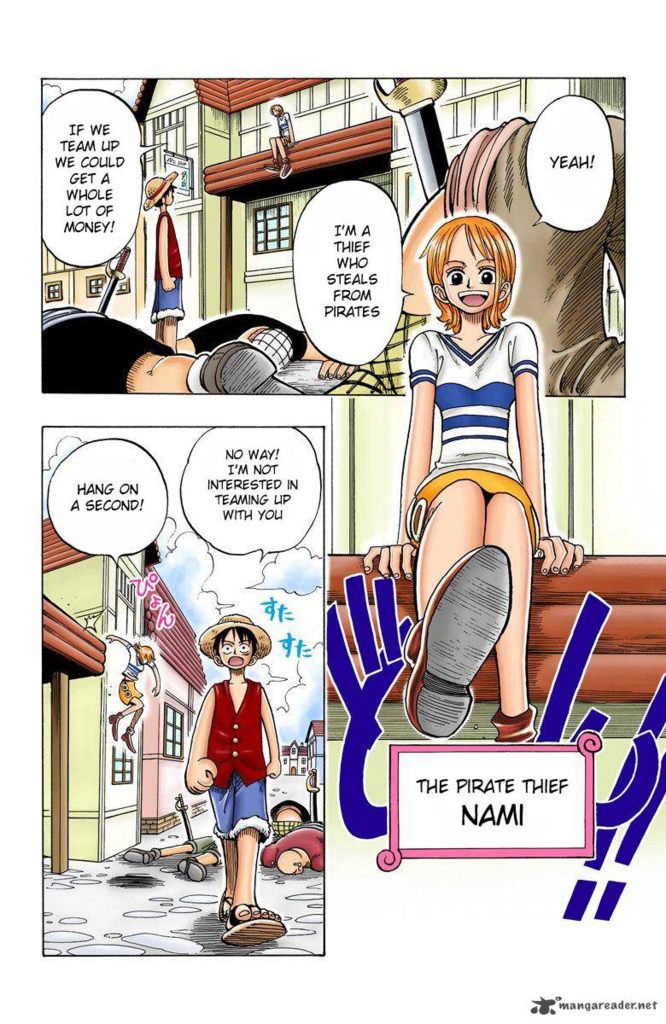 IF WE
TEAM UP
WE COULD
GET A
WHOLE
LOT OF
MONEY!
YEAH!
I'M A
THIEF
WHO
STEALS
FROM
PIRATES
NO WAY!
I'M NOT
INTERESTED IN
TEAMING UP
WITH YOU
HANG ON
A SECOND!
ぴょん
すた
すた
THE PIRATE THIEF
NAMI
mangareader.net